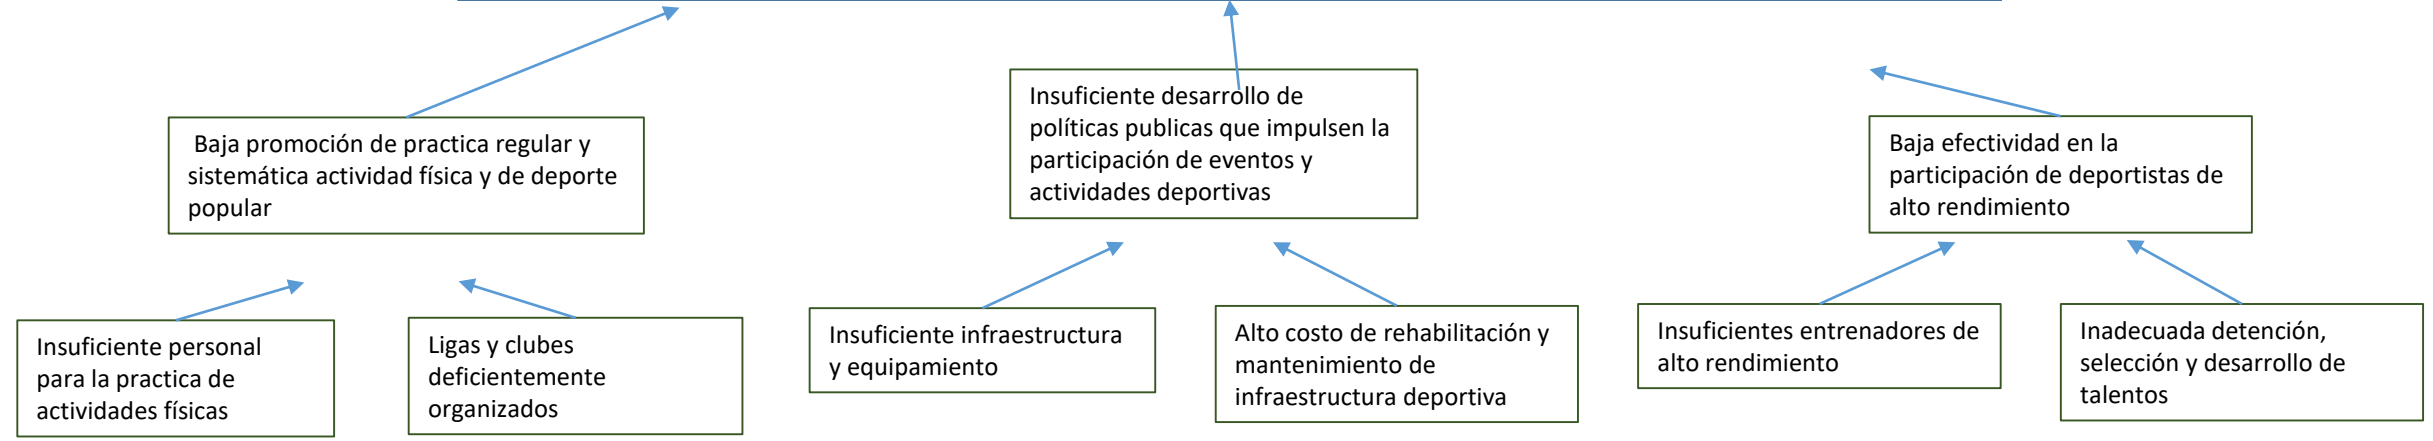 Baja promoción de practica regular y
sistemática actividad física y de deporte
popular
Insuficiente desarrollo de
políticas publicas que impulsen la
participación de eventos y
actividades deportivas
Baja efectividad en la
participación de deportistas de
alto rendimiento
Insuficiente personal
para la practica de
actividades físicas
Ligas y clubes
deficientemente
organizados
Insuficiente infraestructura
y equipamiento
Alto costo de rehabilitación y
mantenimiento de
infraestructura deportiva
Insuficientes entrenadores de
alto rendimiento
Inadecuada detención,
selección y desarrollo de
talentos